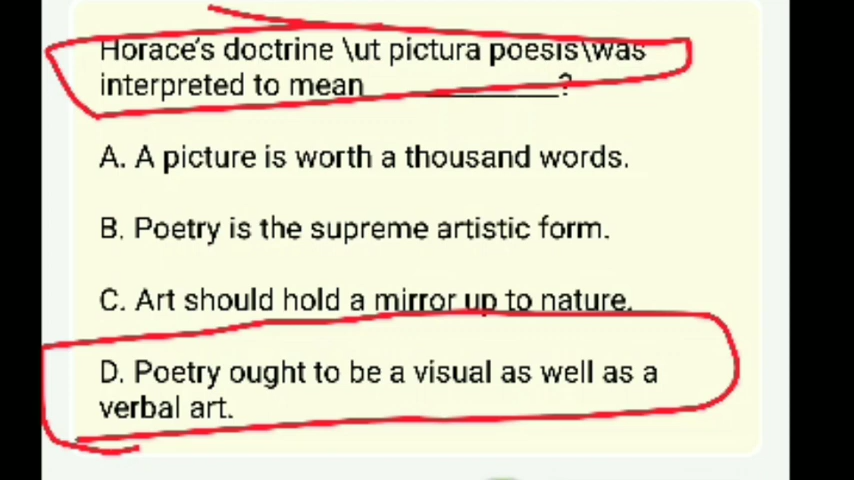 Horace's doctrine \ut pictura poesis\was
interpreted to mean __________?
A. A picture is worth a thousand words.
B. Poetry is the supreme artistic form.
C. Art should hold a mirror up to nature.
D. Poetry ought to be a visual as well as a
verbal art.